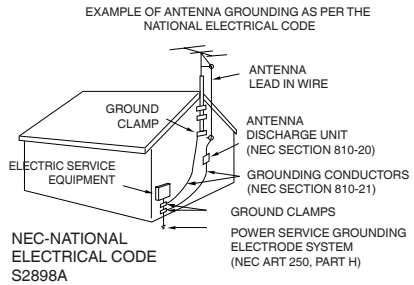 EXAMPLE OF ANTENNA GROUNDING AS PER THE
NATIONAL ELECTRICAL CODE
ANTENNA
LEAD IN WIRE
GROUND
CLAMP
ANTENNA
DISCHARGE UNIT
(NEC SECTION 810-20)
ELECTRIC SERVICE
EQUIPMENT
GROUNDING CONDUCTORS
(NEC SECTION 810-21)
GROUND CLAMPS
POWER SERVICE GROUNDING
ELECTRODE SYSTEM
(NEC ART 250, PART H)
NEC-NATIONAL
ELECTRICAL CODE
S2898A